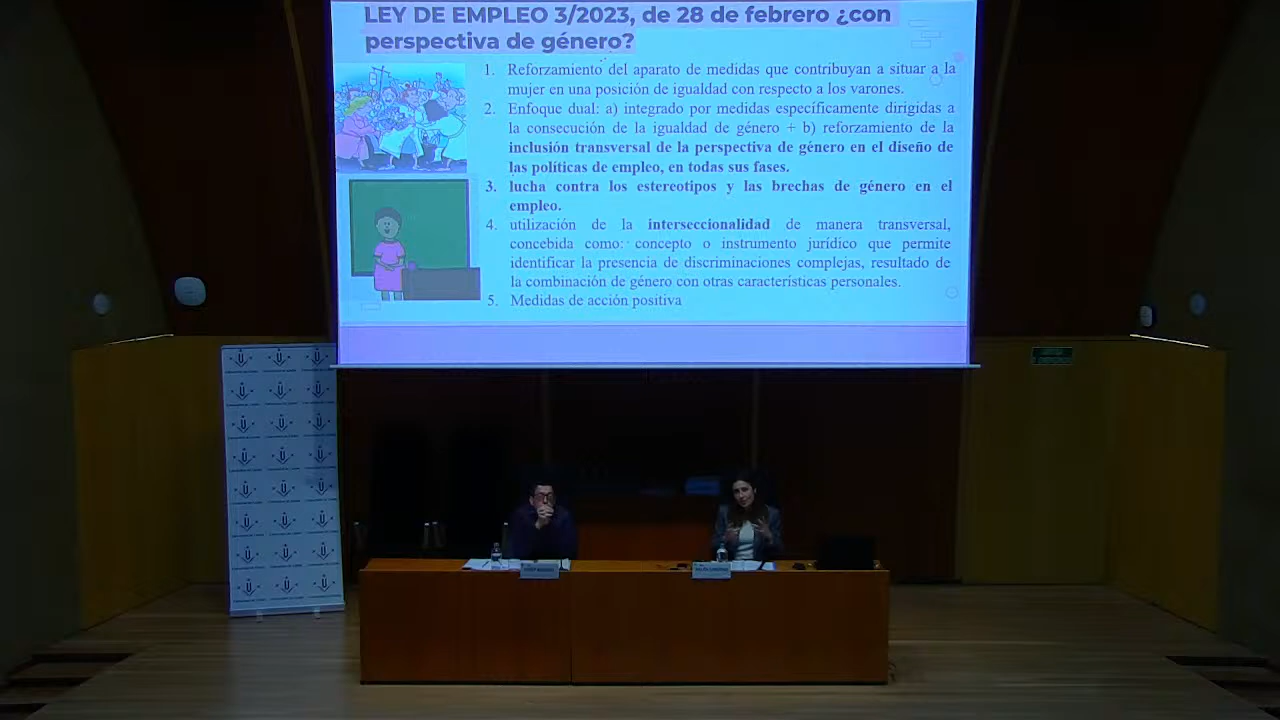 LEY DE EMPLEO 3/2023, de 28 de febrero ¿con
perspectiva de género?
1. Reforzamiento del aparato de medidas que contribuyan a situar a la
mujer en una posición de igualdad con respecto a los varones.
2. Enfoque dual: a) integrado por medidas específicamente dirigidas a
la consecución de la igualdad de género + b) reforzamiento de la
inclusión transversal de la perspectiva de género en el diseño de
las políticas de empleo, en todas sus fases.
3. lucha contra los estereotipos y las brechas de género en el
empleo.
4. utilización de la interseccionalidad de manera transversal,
concebida como: concepto o instrumento jurídico que permite
identificar la presencia de discriminaciones complejas, resultado de
la combinación de género con otras características personales.
5. Medidas de acción positiva